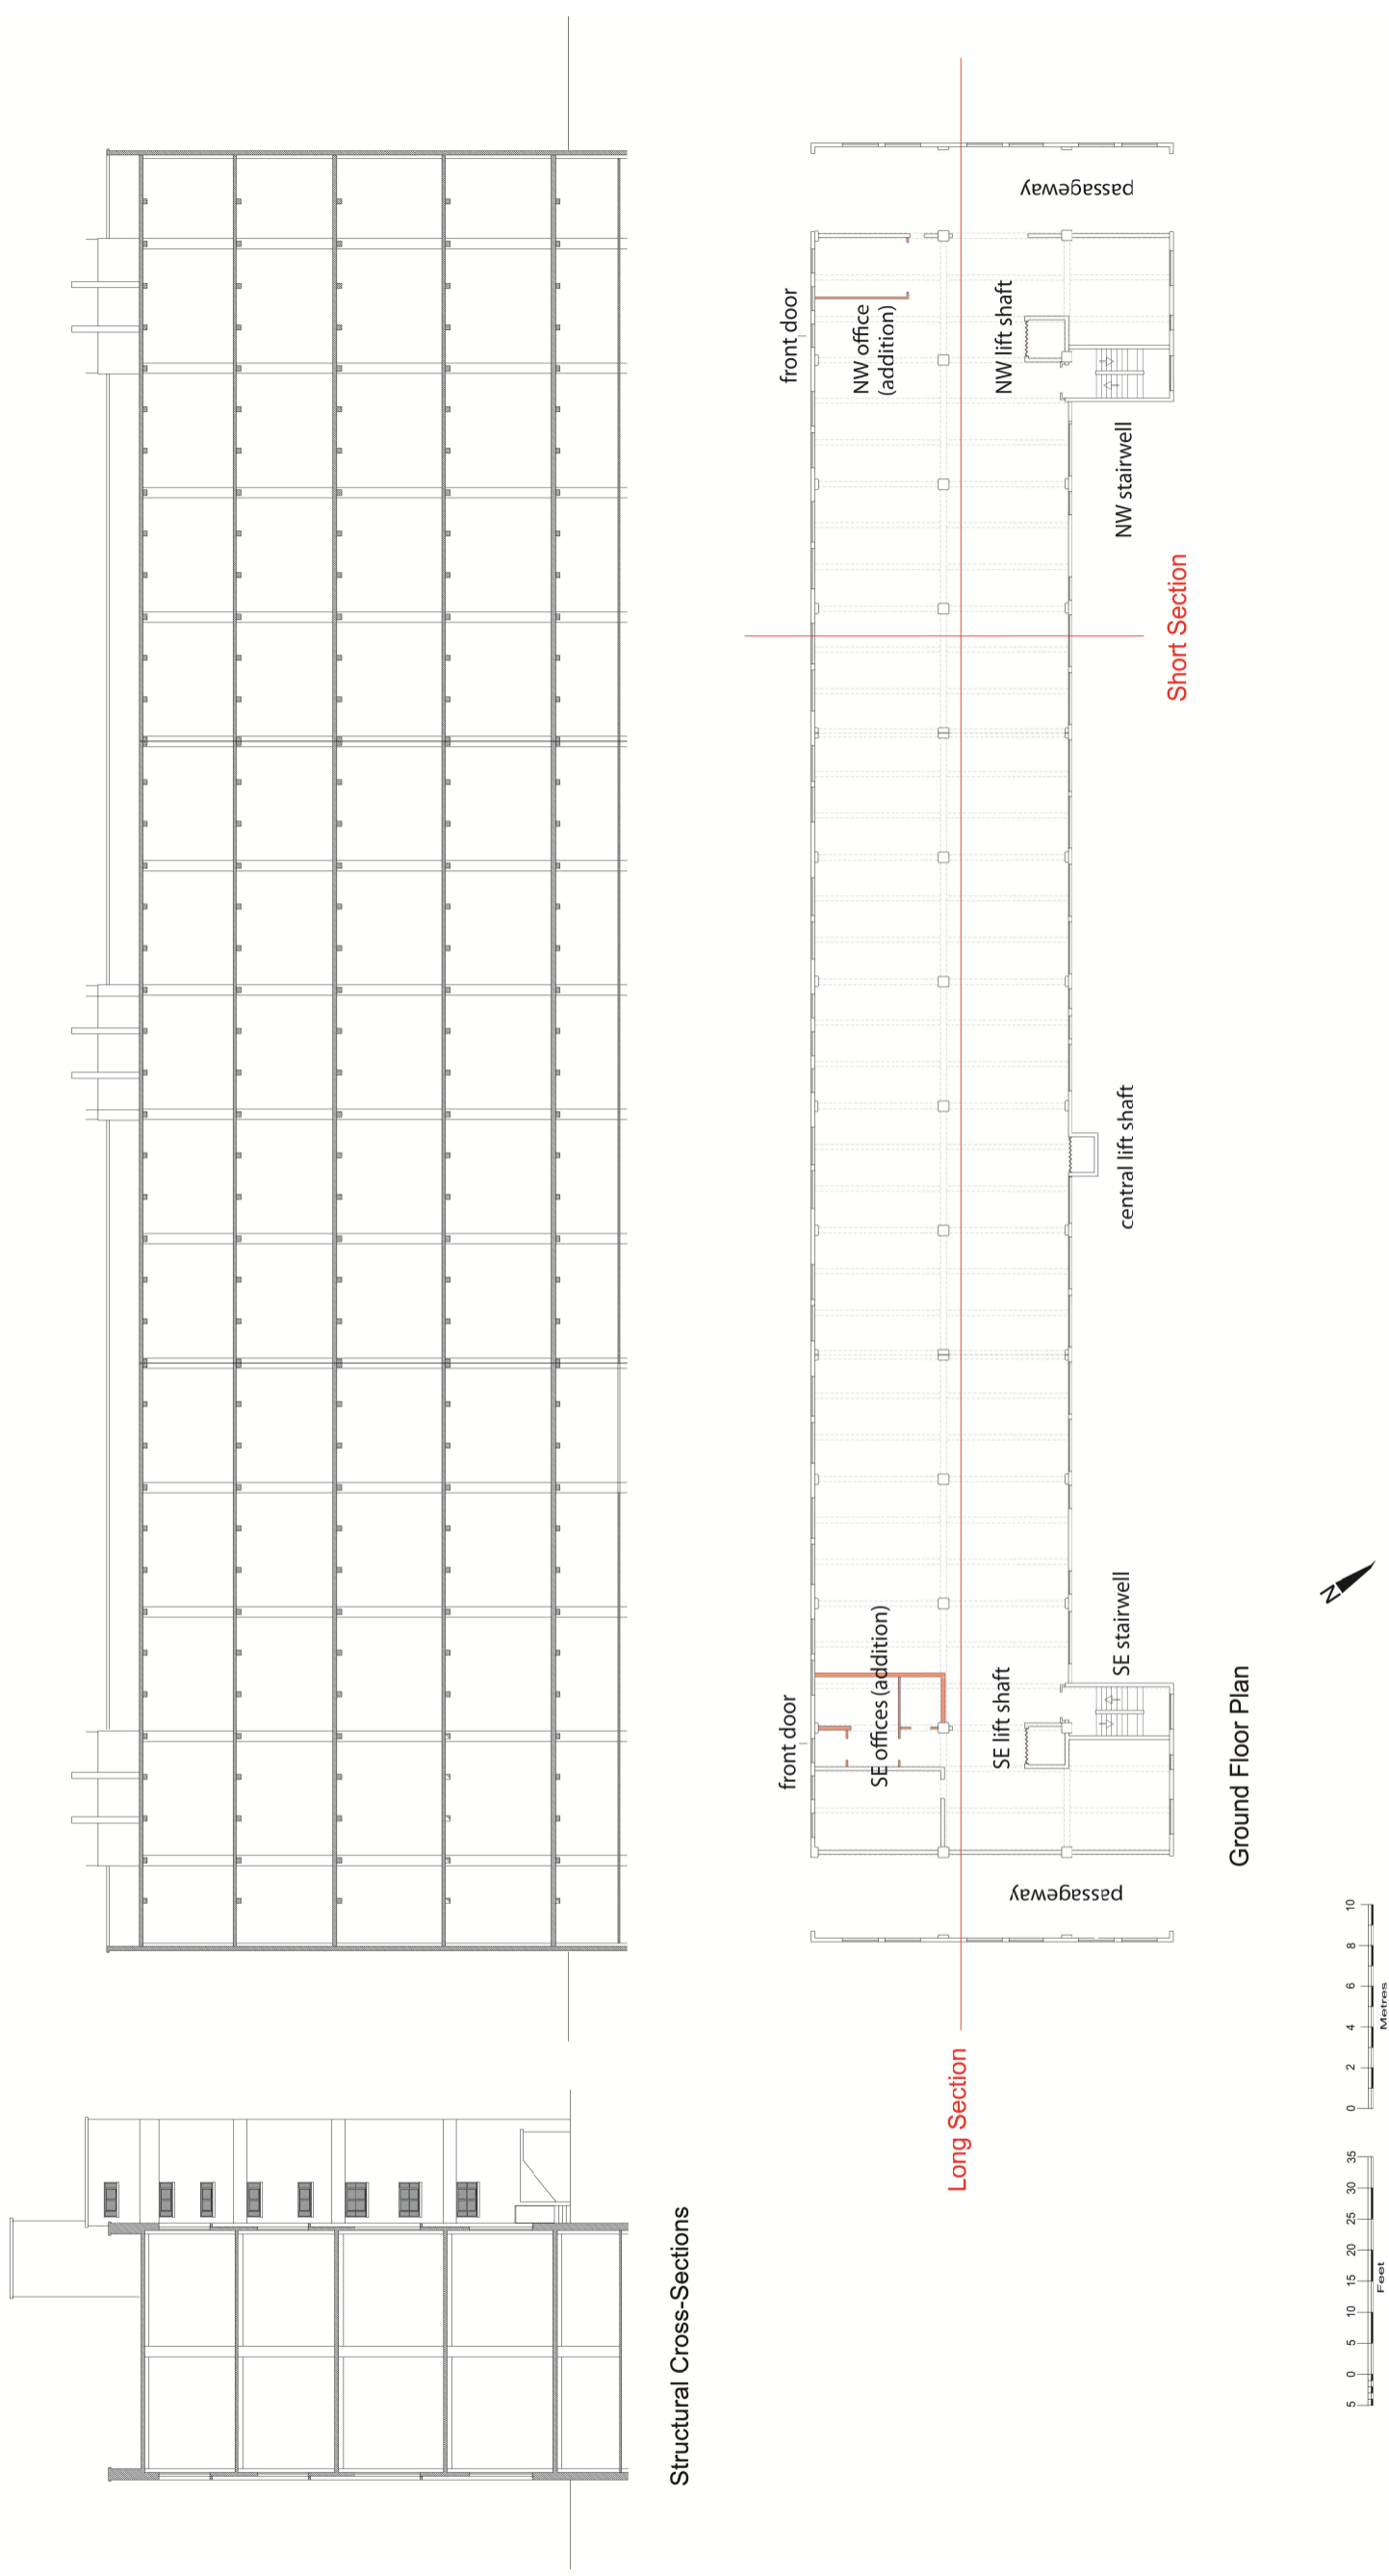 Structural Cross-Sections
Ground Floor Plan
Long Section
Short Section
passageway
front door
SE offices (addition)
SE lift shaft
SE stairwell
central lift shaft
front door
NW office
(addition)
NW lift shaft
NW stairwell
passageway
N
5 0 5 10 15 20 25 30 35
Feet
0 2 4 6 8 10
Metres